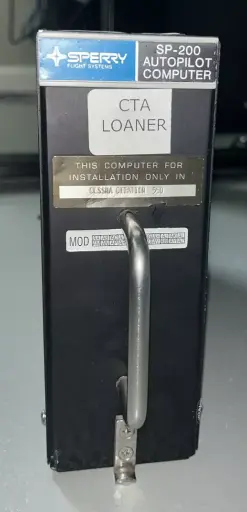 SPERRY
FLIGHT SYSTEMS
SP-200
AUTOPILOT
COMPUTER
CTA
LOANER
THIS COMPUTER FOR
INSTALLATION ONLY IN
CESSNA CITATION 550
MOD